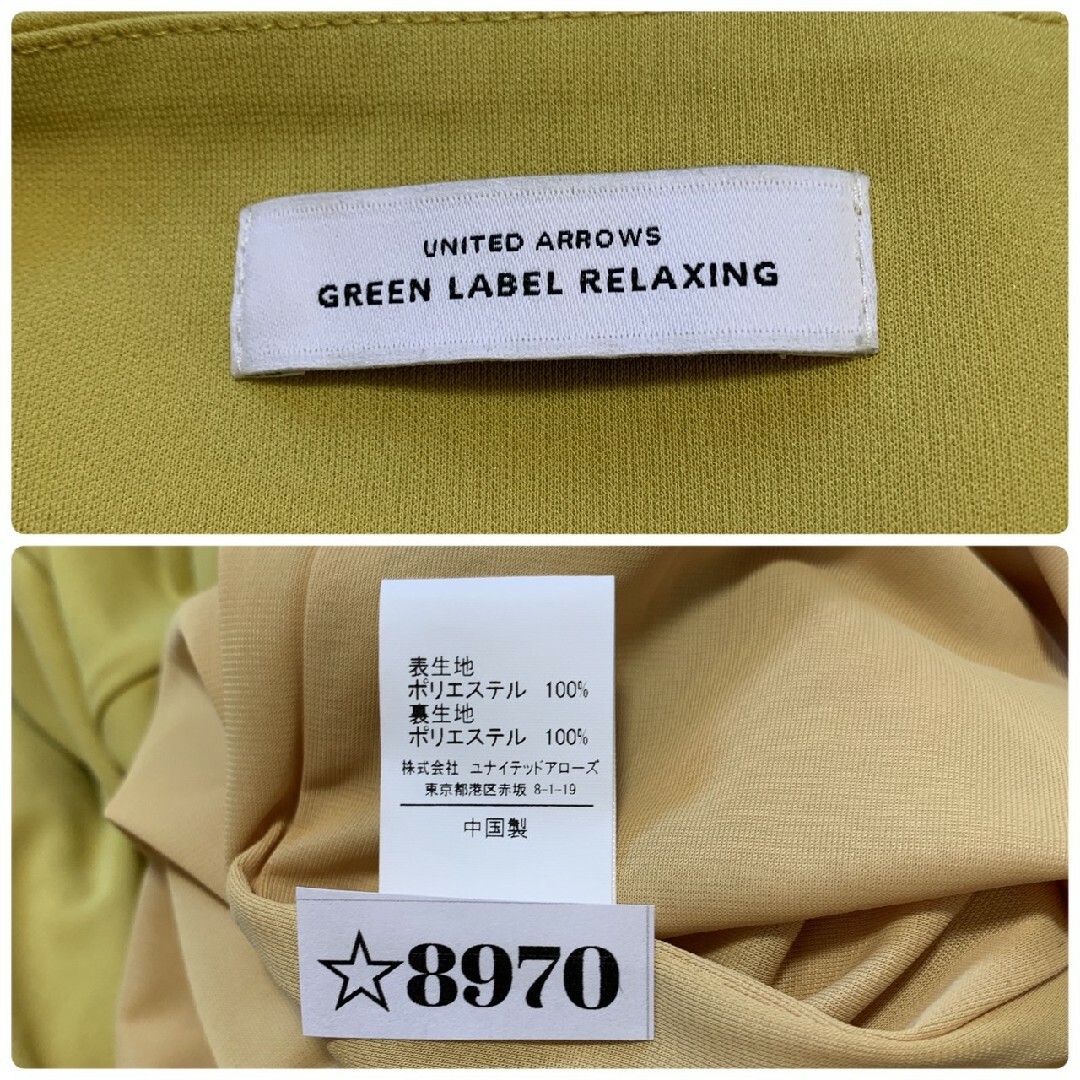 UNITED ARROWS
GREEN LABEL RELAXING
表生地
ポリエステル 100%
裏生地
ポリエステル 100%
株式会社 ユナイテッドアローズ
東京都港区赤坂 8-1-19
中国製
☆8970